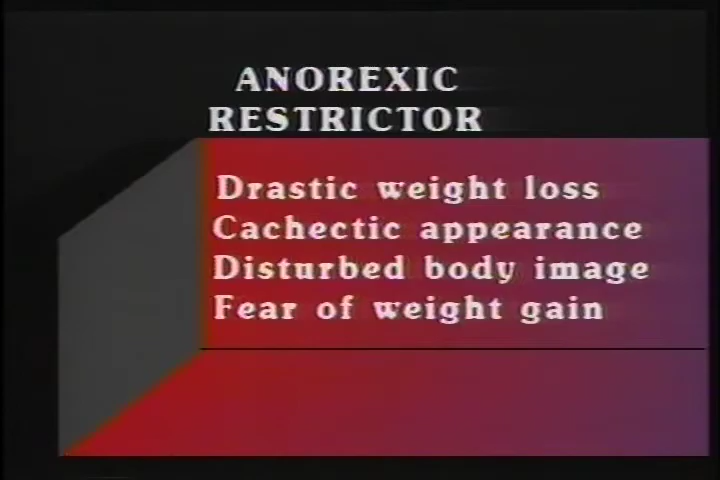 ANOREXIC
RESTRICTOR
Drastic weight loss
Cachectic appearance
Disturbed body image
Fear of weight gain